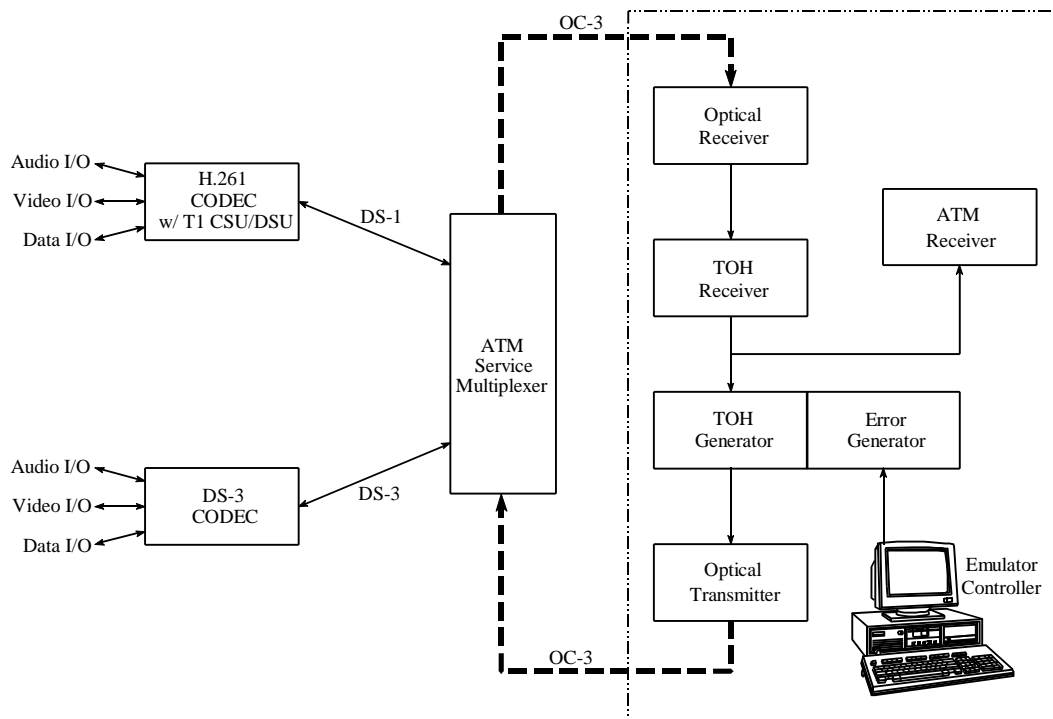 OC-3
Optical
Receiver
Audio I/O
Video I/O
Data I/O
H.261
CODEC
w/ T1 CSU/DSU
DS-1
ATM
Receiver
TOH
Receiver
ATM
Service
Multiplexer
TOH
Generator
Error
Generator
Audio I/O
Video I/O
Data I/O
DS-3
CODEC
DS-3
Optical
Transmitter
Emulator
Controller
OC-3